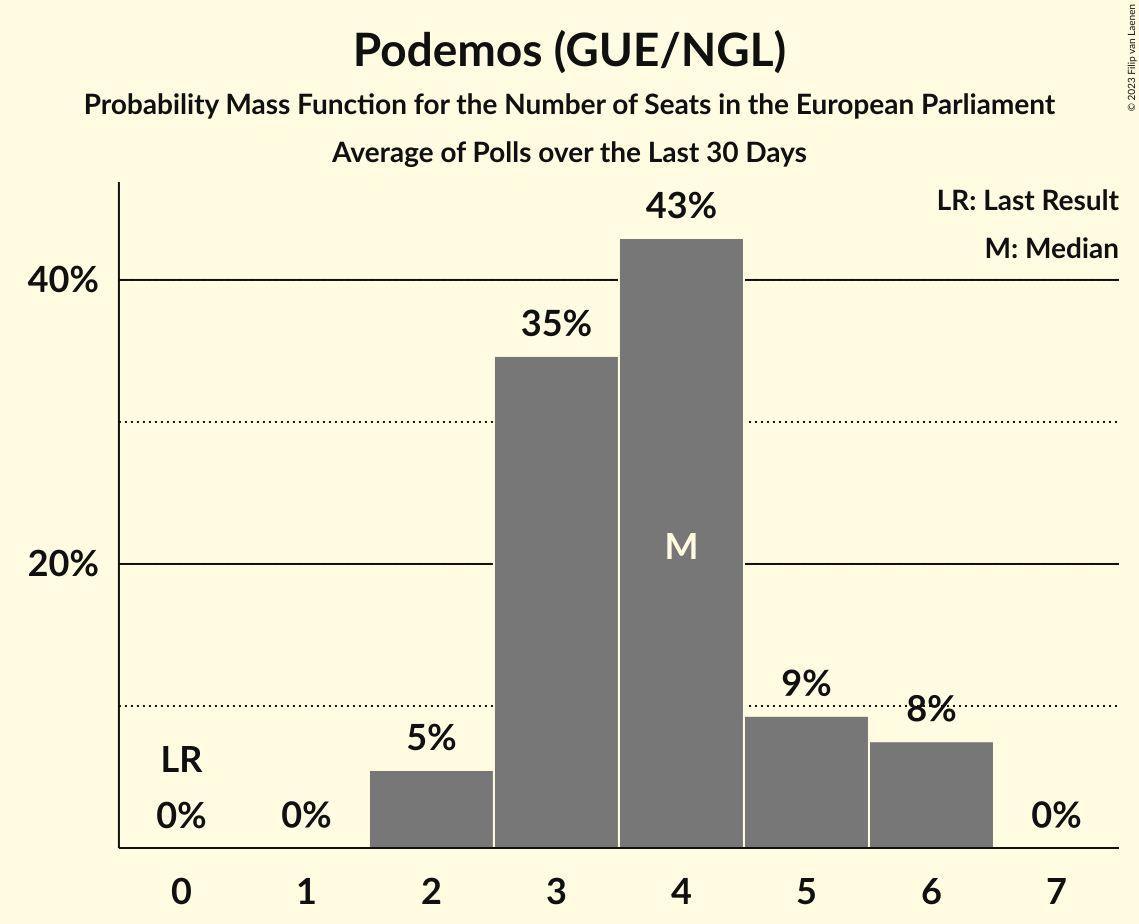 Podemos (GUE/NGL)
Probability Mass Function for the Number of Seats in the European Parliament
Average of Polls over the Last 30 Days
© 2023 Filip van Laenen
LR: Last Result
M: Median
43%
40%
35%
M
20%
9%
8%
5%
LR
0%
0%
0%
0 1 2 3 4 5 6 7